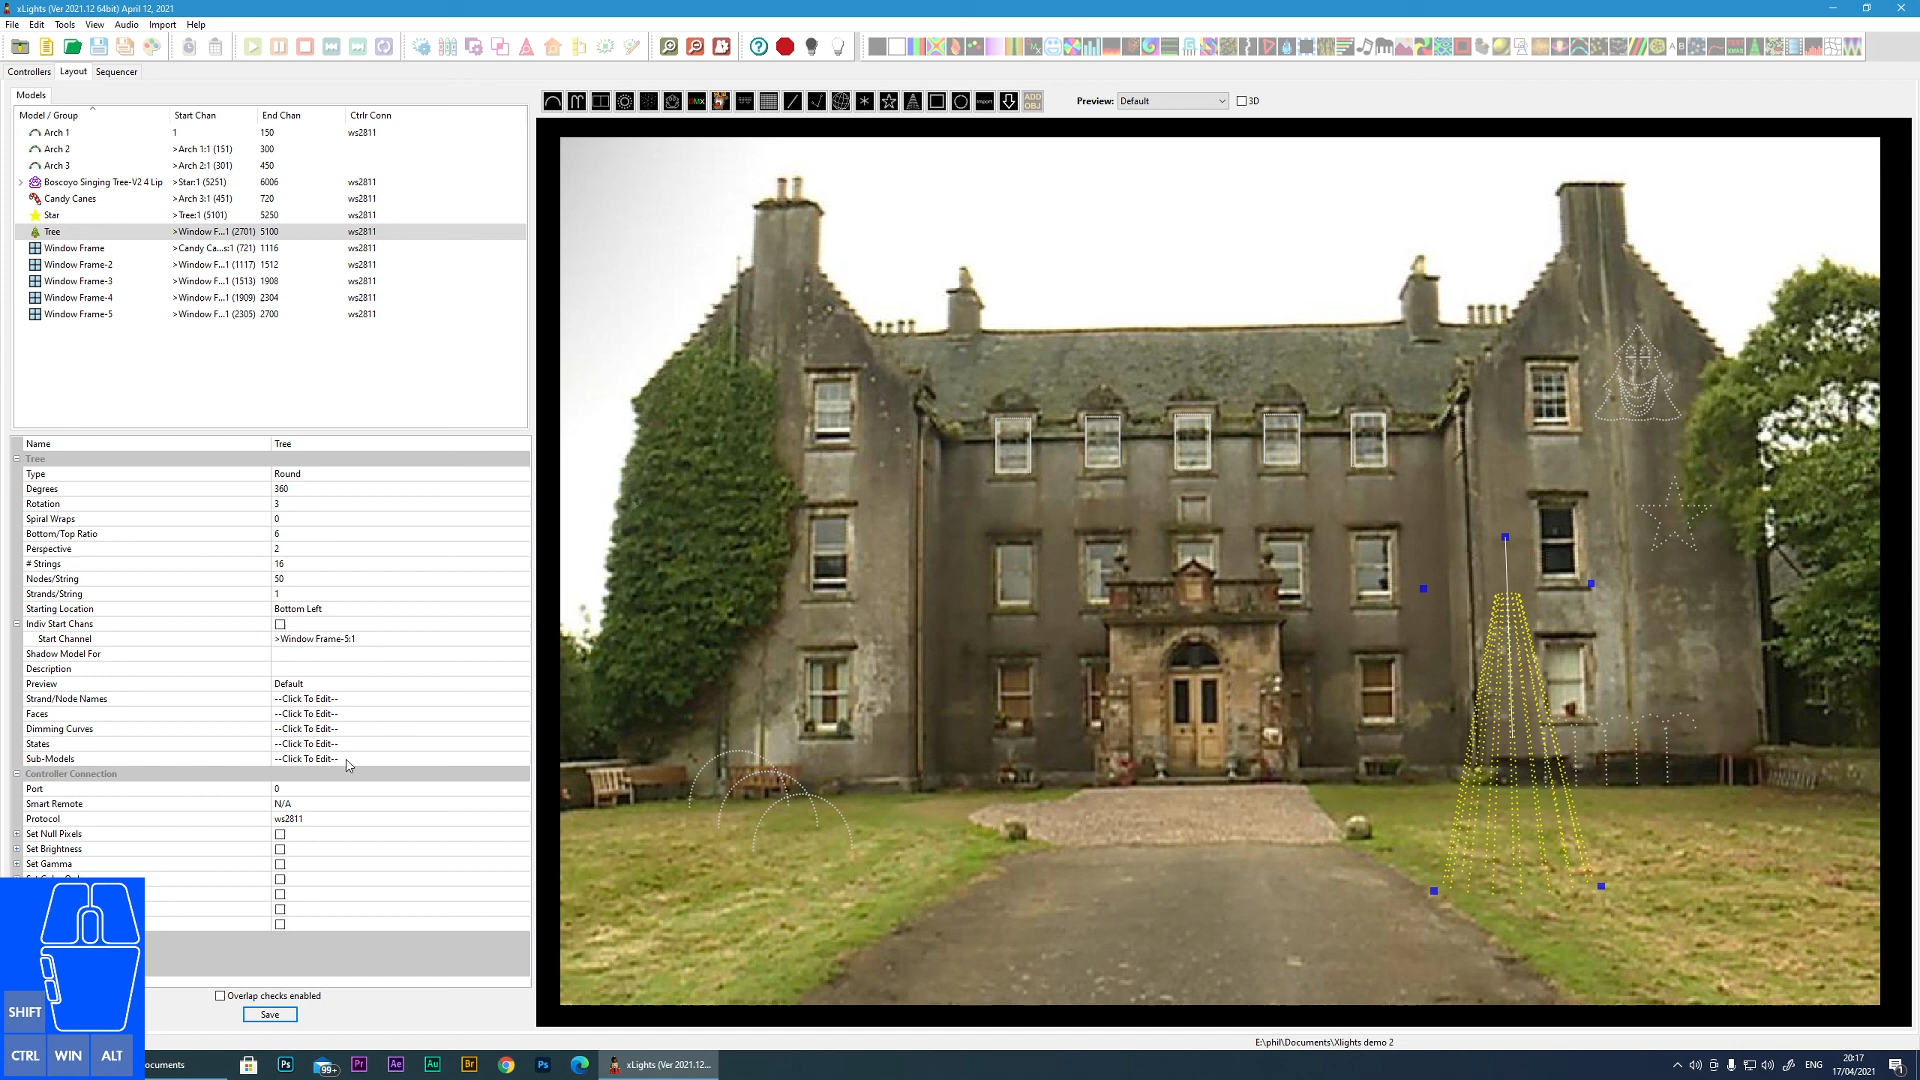 xLights (Ver 2021.12 64bit) April 12, 2021
File Edit Tools View Audio Import Help
Controllers Layout Sequencer
Models
Preview: Default 3D
Model / Group Start Chan End Chan Ctrlr Conn
Arch 1 1 150 ws2811
Arch 2 >Arch 1:1 (151) 300
Arch 3 >Arch 2:1 (301) 450
Boscoyo Singing Tree-V2 4 Lip >Star:1 (5251) 6006 ws2811
Candy Canes >Arch 3:1 (451) 720 ws2811
Star >Tree:1 (5101) 5250 ws2811
Tree >Window F...1 (2701) 5100 ws2811
Window Frame >Candy Ca...s:1 (721) 1116 ws2811
Window Frame-2 >Window F...1 (1117) 1512 ws2811
Window Frame-3 >Window F...1 (1513) 1908 ws2811
Window Frame-4 >Window F...1 (1909) 2304 ws2811
Window Frame-5 >Window F...1 (2305) 2700 ws2811
DMX
ADD OBJ
Name Tree
Tree
Type Round
Degrees 360
Rotation 3
Spiral Wraps 0
Bottom/Top Ratio 6
Perspective 2
# Strings 16
Nodes/String 50
Strands/String 1
Starting Location Bottom Left
Indiv Start Chans
Start Channel >Window Frame-5:1
Shadow Model For
Description
Preview Default
Strand/Node Names --Click To Edit--
Faces --Click To Edit--
Dimming Curves --Click To Edit--
States --Click To Edit--
Sub-Models --Click To Edit--
Controller Connection
Port 0
Smart Remote N/A
Protocol ws2811
Set Null Pixels
Set Brightness
Set Gamma
Overlap checks enabled
Save
SHIFT
CTRL WIN ALT
E:\phil\Documents\Xlights demo 2
ocuments
Ps
99+
Pr
Ae
Au
Br
Ps
xLights (Ver 2021.12...
ENG
20:17
17/04/2021